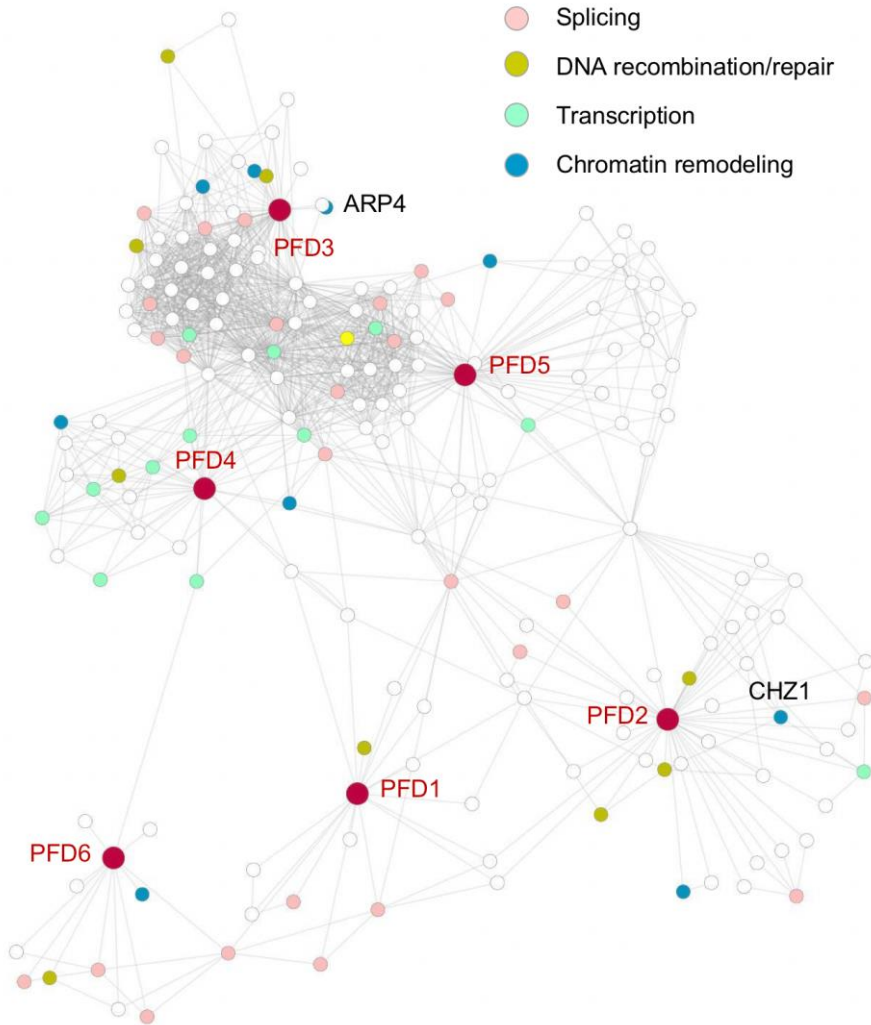 Splicing
DNA recombination/repair
Transcription
Chromatin remodeling
ARP4
PFD3
PFD5
PFD4
CHZ1
PFD2
PFD1
PFD6